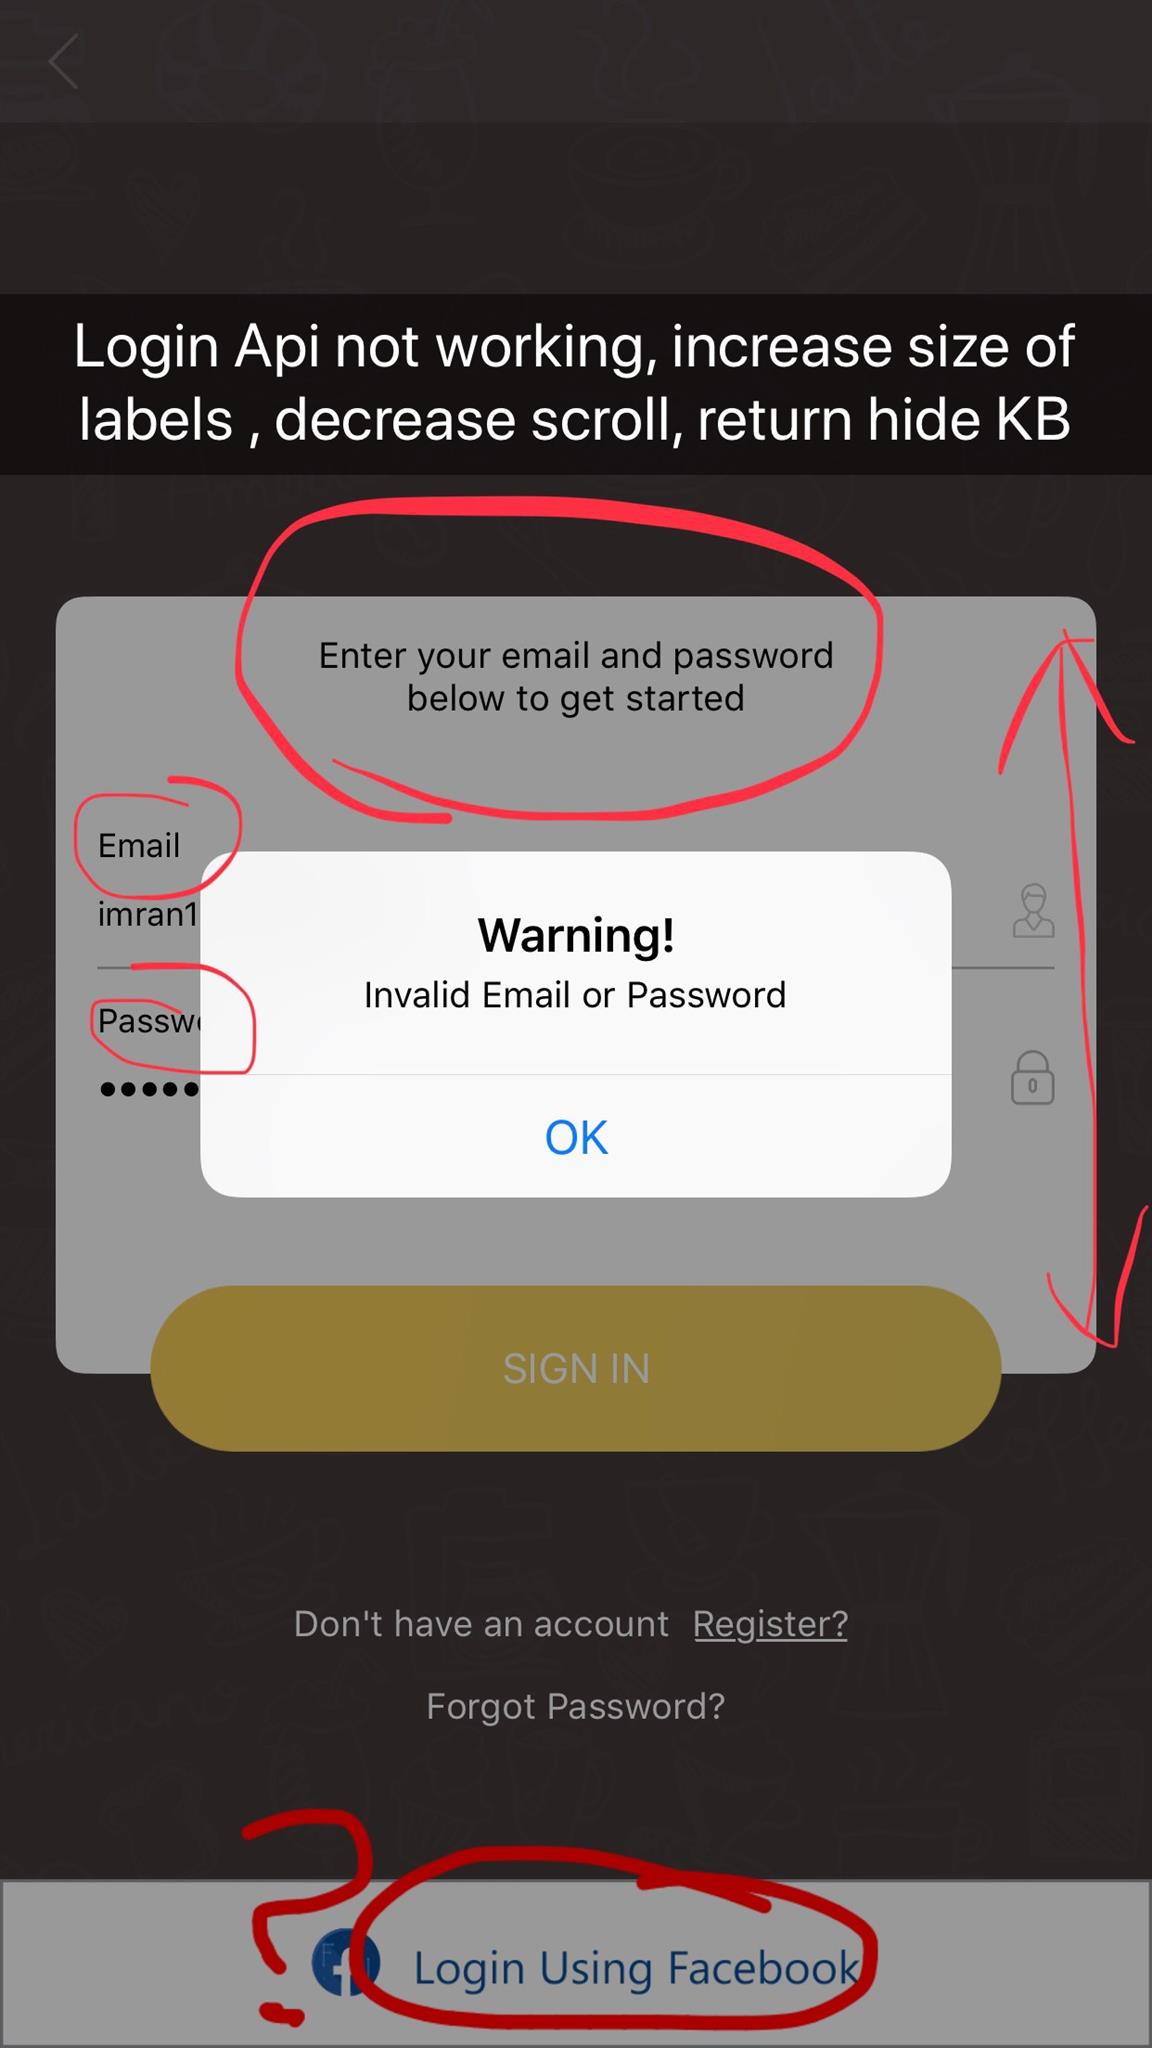 Login Api not working, increase size of
labels , decrease scroll, return hide KB
Enter your email and password
below to get started
Email
imran1
Passw
Warning!
Invalid Email or Password
OK
SIGN IN
Don't have an account Register?
Forgot Password?
?
Login Using Facebook